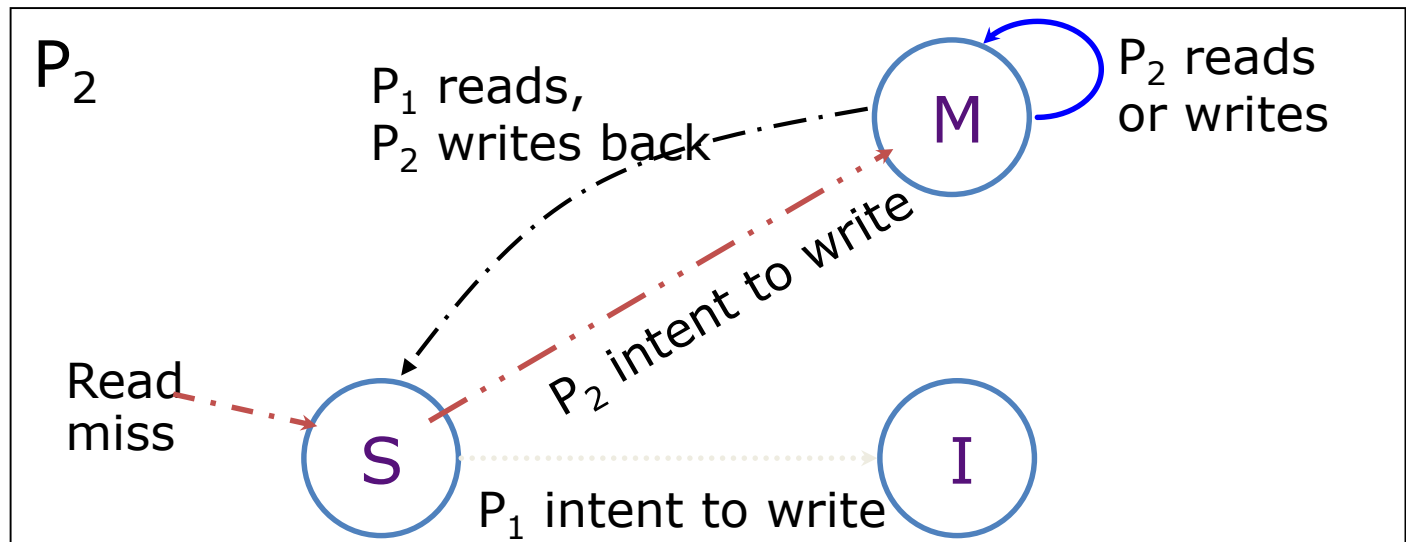 P₂
P₁ reads,
P₂ writes back
M
P₂ reads
or writes
P₂ intent to write
Read
miss
S
I
P₁ intent to write